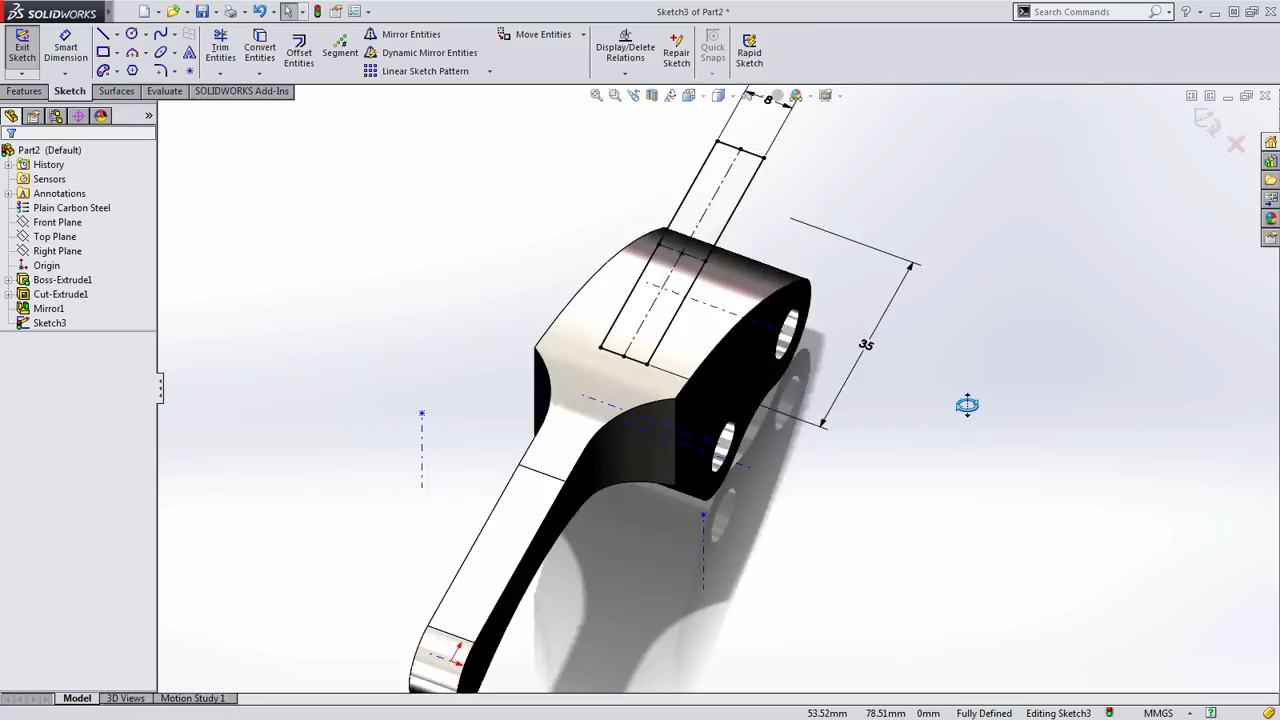 SOLIDWORKS
Sketch3 of Part2 *
Search Commands
Exit Sketch
Smart Dimension
Trim Entities
Convert Entities
Offset Entities
Segment
Mirror Entities
Dynamic Mirror Entities
Linear Sketch Pattern
Move Entities
Display/Delete Relations
Repair Sketch
Quick Snaps
Rapid Sketch
Features
Sketch
Surfaces
Evaluate
SOLIDWORKS Add-Ins
Part2 (Default)
History
Sensors
Annotations
Plain Carbon Steel
Front Plane
Top Plane
Right Plane
Origin
Boss-Extrude1
Cut-Extrude1
Mirror1
Sketch3
8
35
Model
3D Views
Motion Study 1
53.52mm
78.51mm
0mm
Fully Defined
Editing Sketch3
MMGS